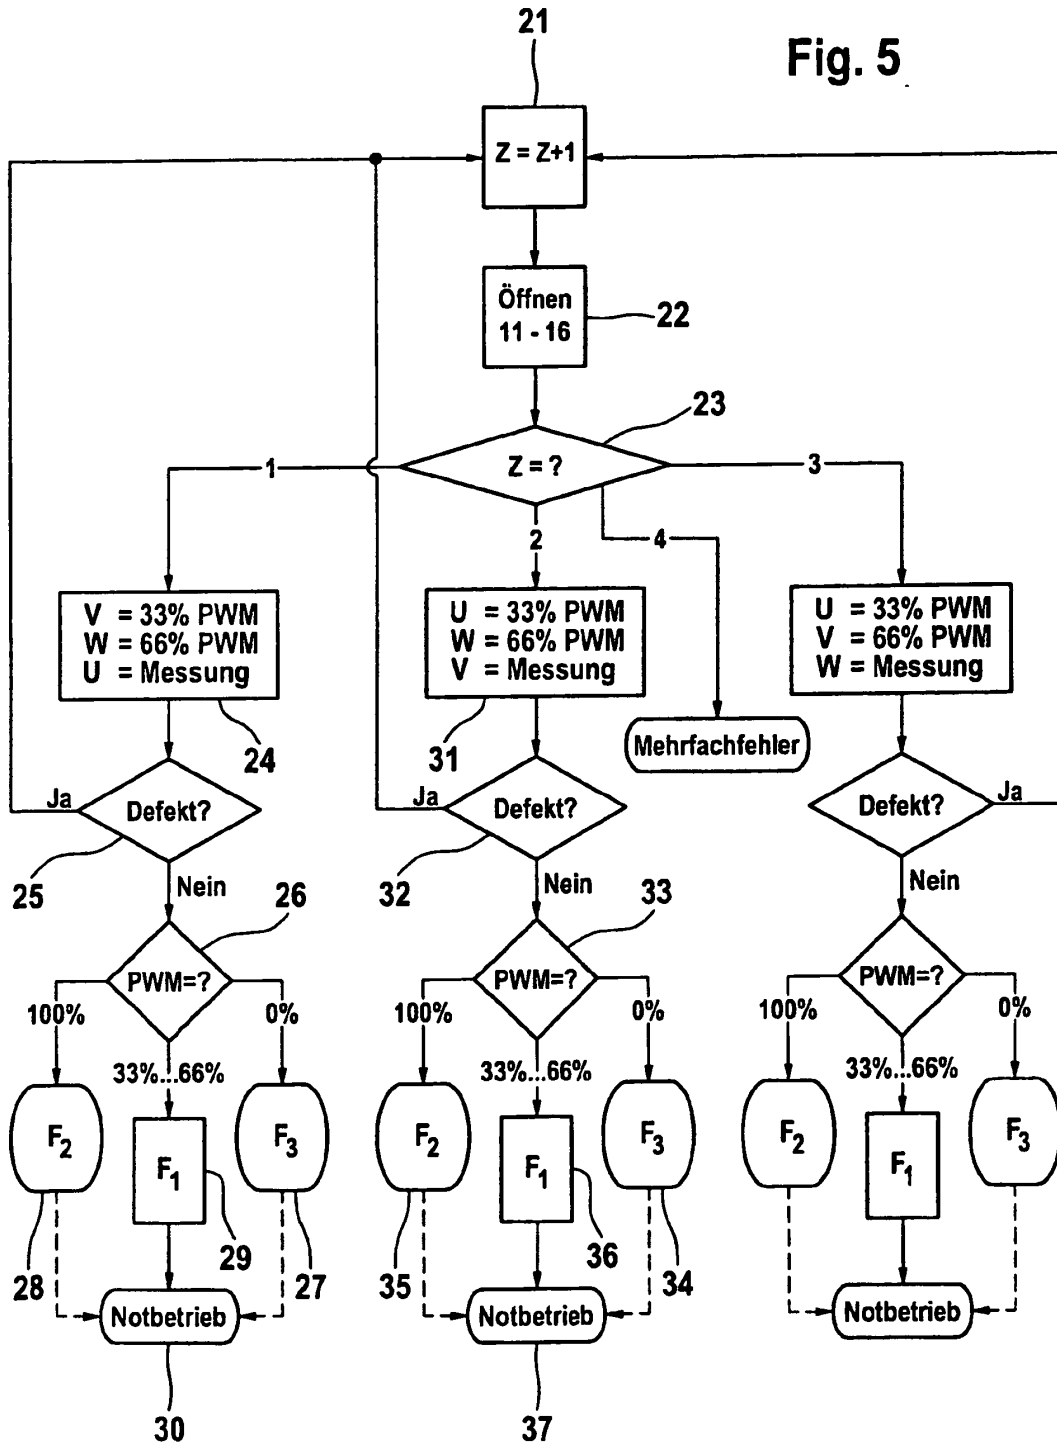 21
Fig. 5
Z = Z+1
Öffnen
11 - 16
22
23
Z = ?
1
3
2
4
V = 33% PWM
W = 66% PWM
U = Messung
24
U = 33% PWM
W = 66% PWM
V = Messung
31
U = 33% PWM
V = 66% PWM
W = Messung
Mehrfachfehler
Ja
Defekt?
25
Nein
Ja
Defekt?
32
Nein
Defekt?
Ja
Nein
26
PWM=?
100%
0%
33%...66%
33
PWM=?
100%
0%
33%...66%
PWM=?
100%
0%
33%...66%
F2
F1
F3
28
29
27
F2
F1
F3
35
36
34
F2
F1
F3
Notbetrieb
30
Notbetrieb
37
Notbetrieb